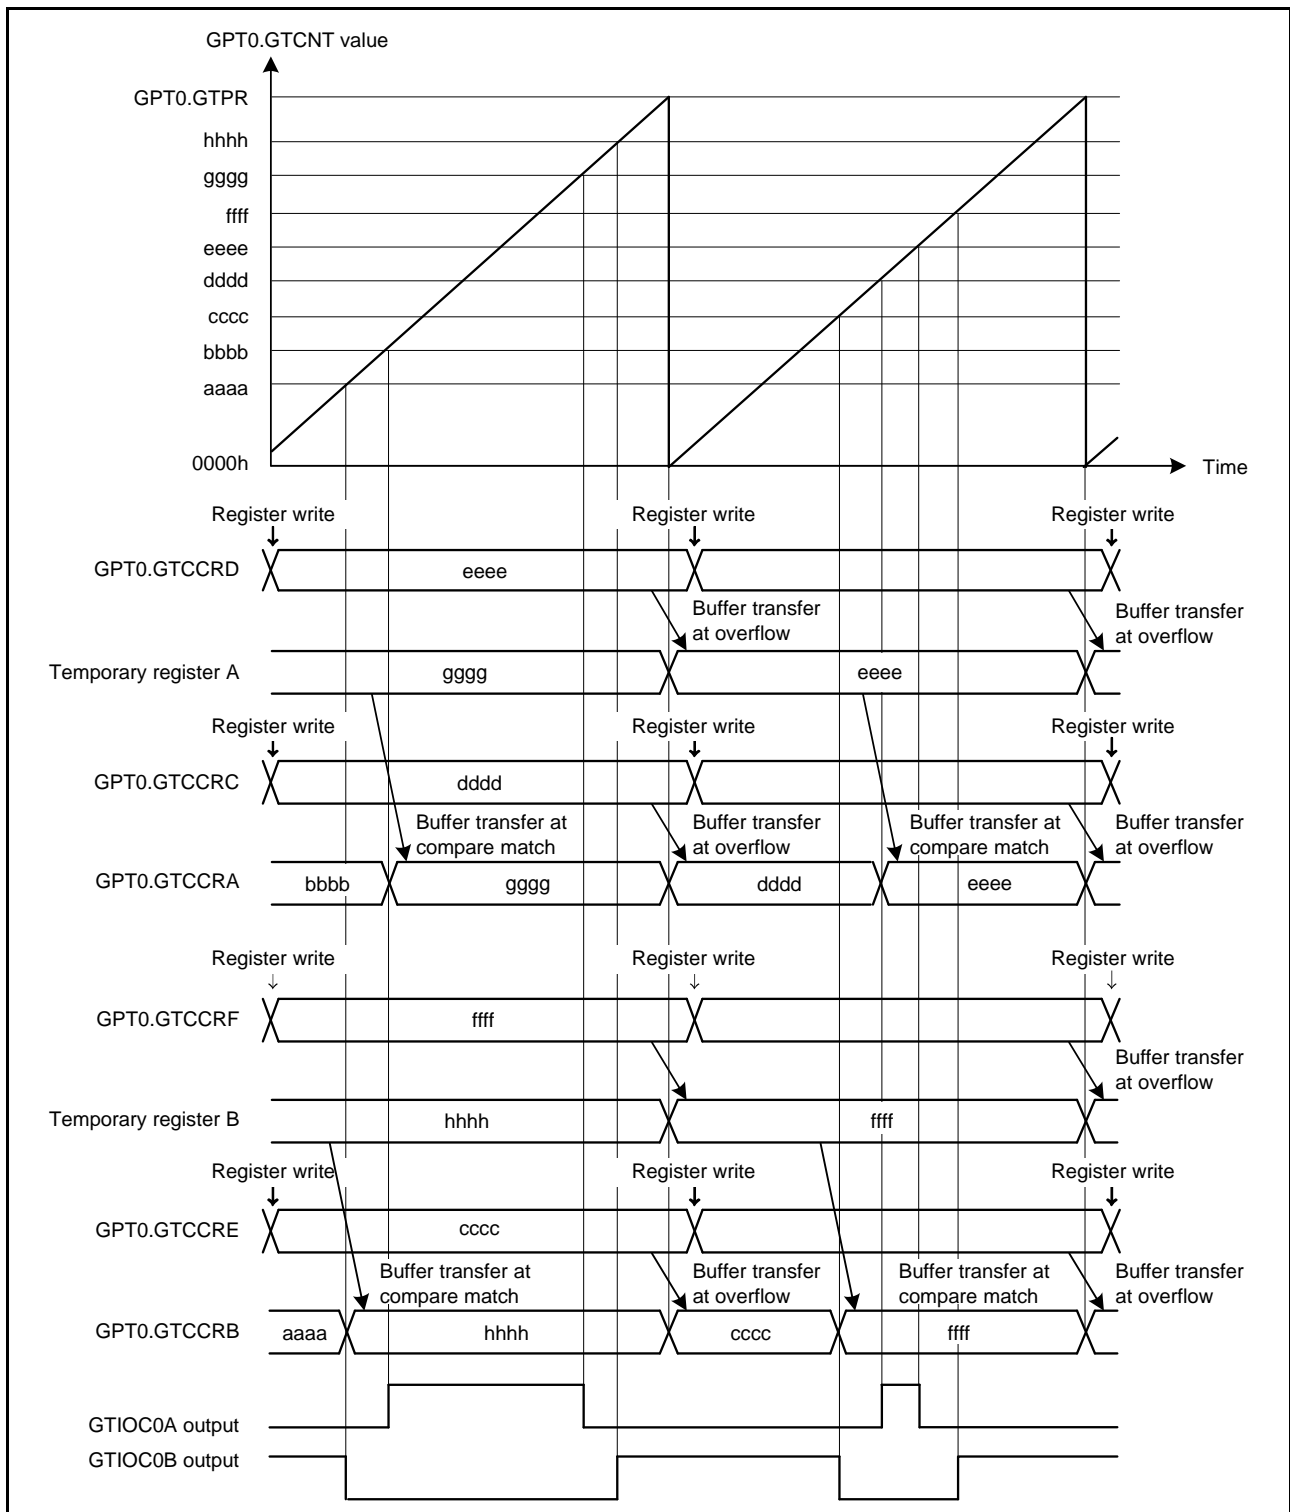 GPT0.GTCNT value
GPT0.GTPR
hhhh
gggg
ffff
eeee
dddd
cccc
bbbb
aaaa
0000h
Time
Register write Register write Register write
GPT0.GTCCRD eeee
Buffer transfer at overflow
Buffer transfer at overflow
Temporary register A gggg eeee
Register write Register write Register write
GPT0.GTCCRC dddd
Buffer transfer at compare match
Buffer transfer at overflow
Buffer transfer at compare match
Buffer transfer at overflow
GPT0.GTCCRA bbbb gggg dddd eeee
Register write Register write Register write
GPT0.GTCCRF ffff
Buffer transfer at overflow
Temporary register B hhhh ffff
Register write Register write Register write
GPT0.GTCCRE cccc
Buffer transfer at compare match
Buffer transfer at overflow
Buffer transfer at compare match
Buffer transfer at overflow
GPT0.GTCCRB aaaa hhhh cccc ffff
GTIOC0A output
GTIOC0B output